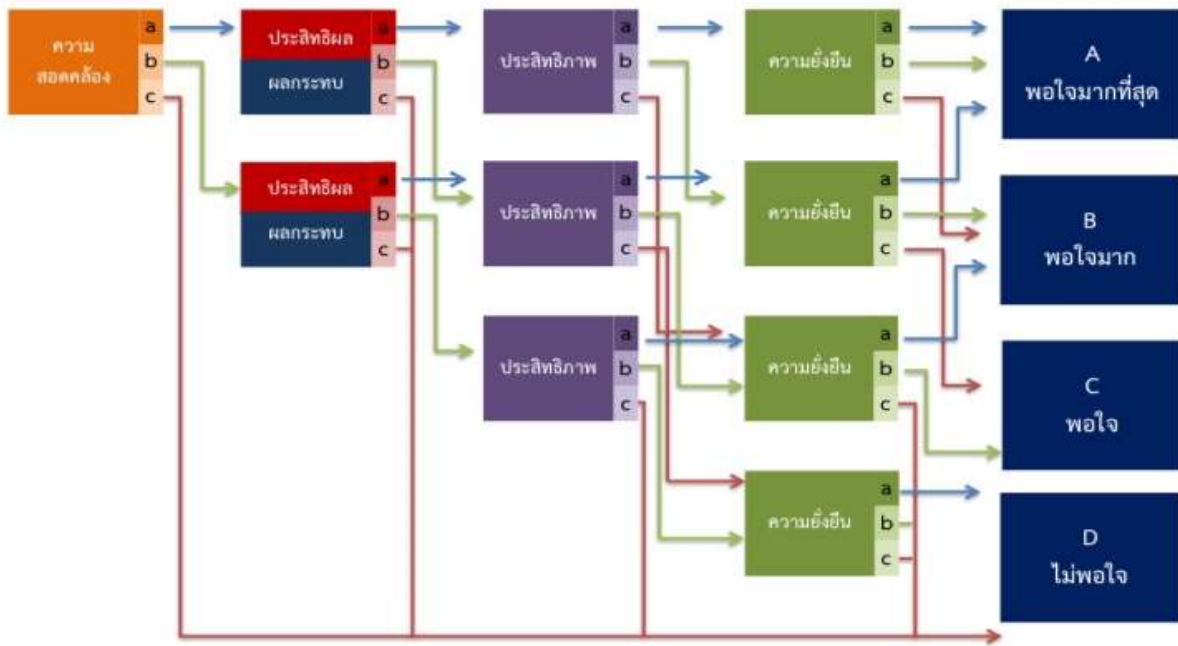 ความ
สอดคล้อง
a
b
c
ประสิทธิผล
ผลกระทบ
a
b
c
ประสิทธิภาพ
a
b
c
ความยั่งยืน
a
b
c
A
พอใจมากที่สุด
ประสิทธิผล
ผลกระทบ
a
b
c
ประสิทธิภาพ
a
b
c
ความยั่งยืน
a
b
c
B
พอใจมาก
ประสิทธิภาพ
a
b
c
ความยั่งยืน
a
b
c
C
พอใจ
ความยั่งยืน
a
b
c
D
ไม่พอใจ